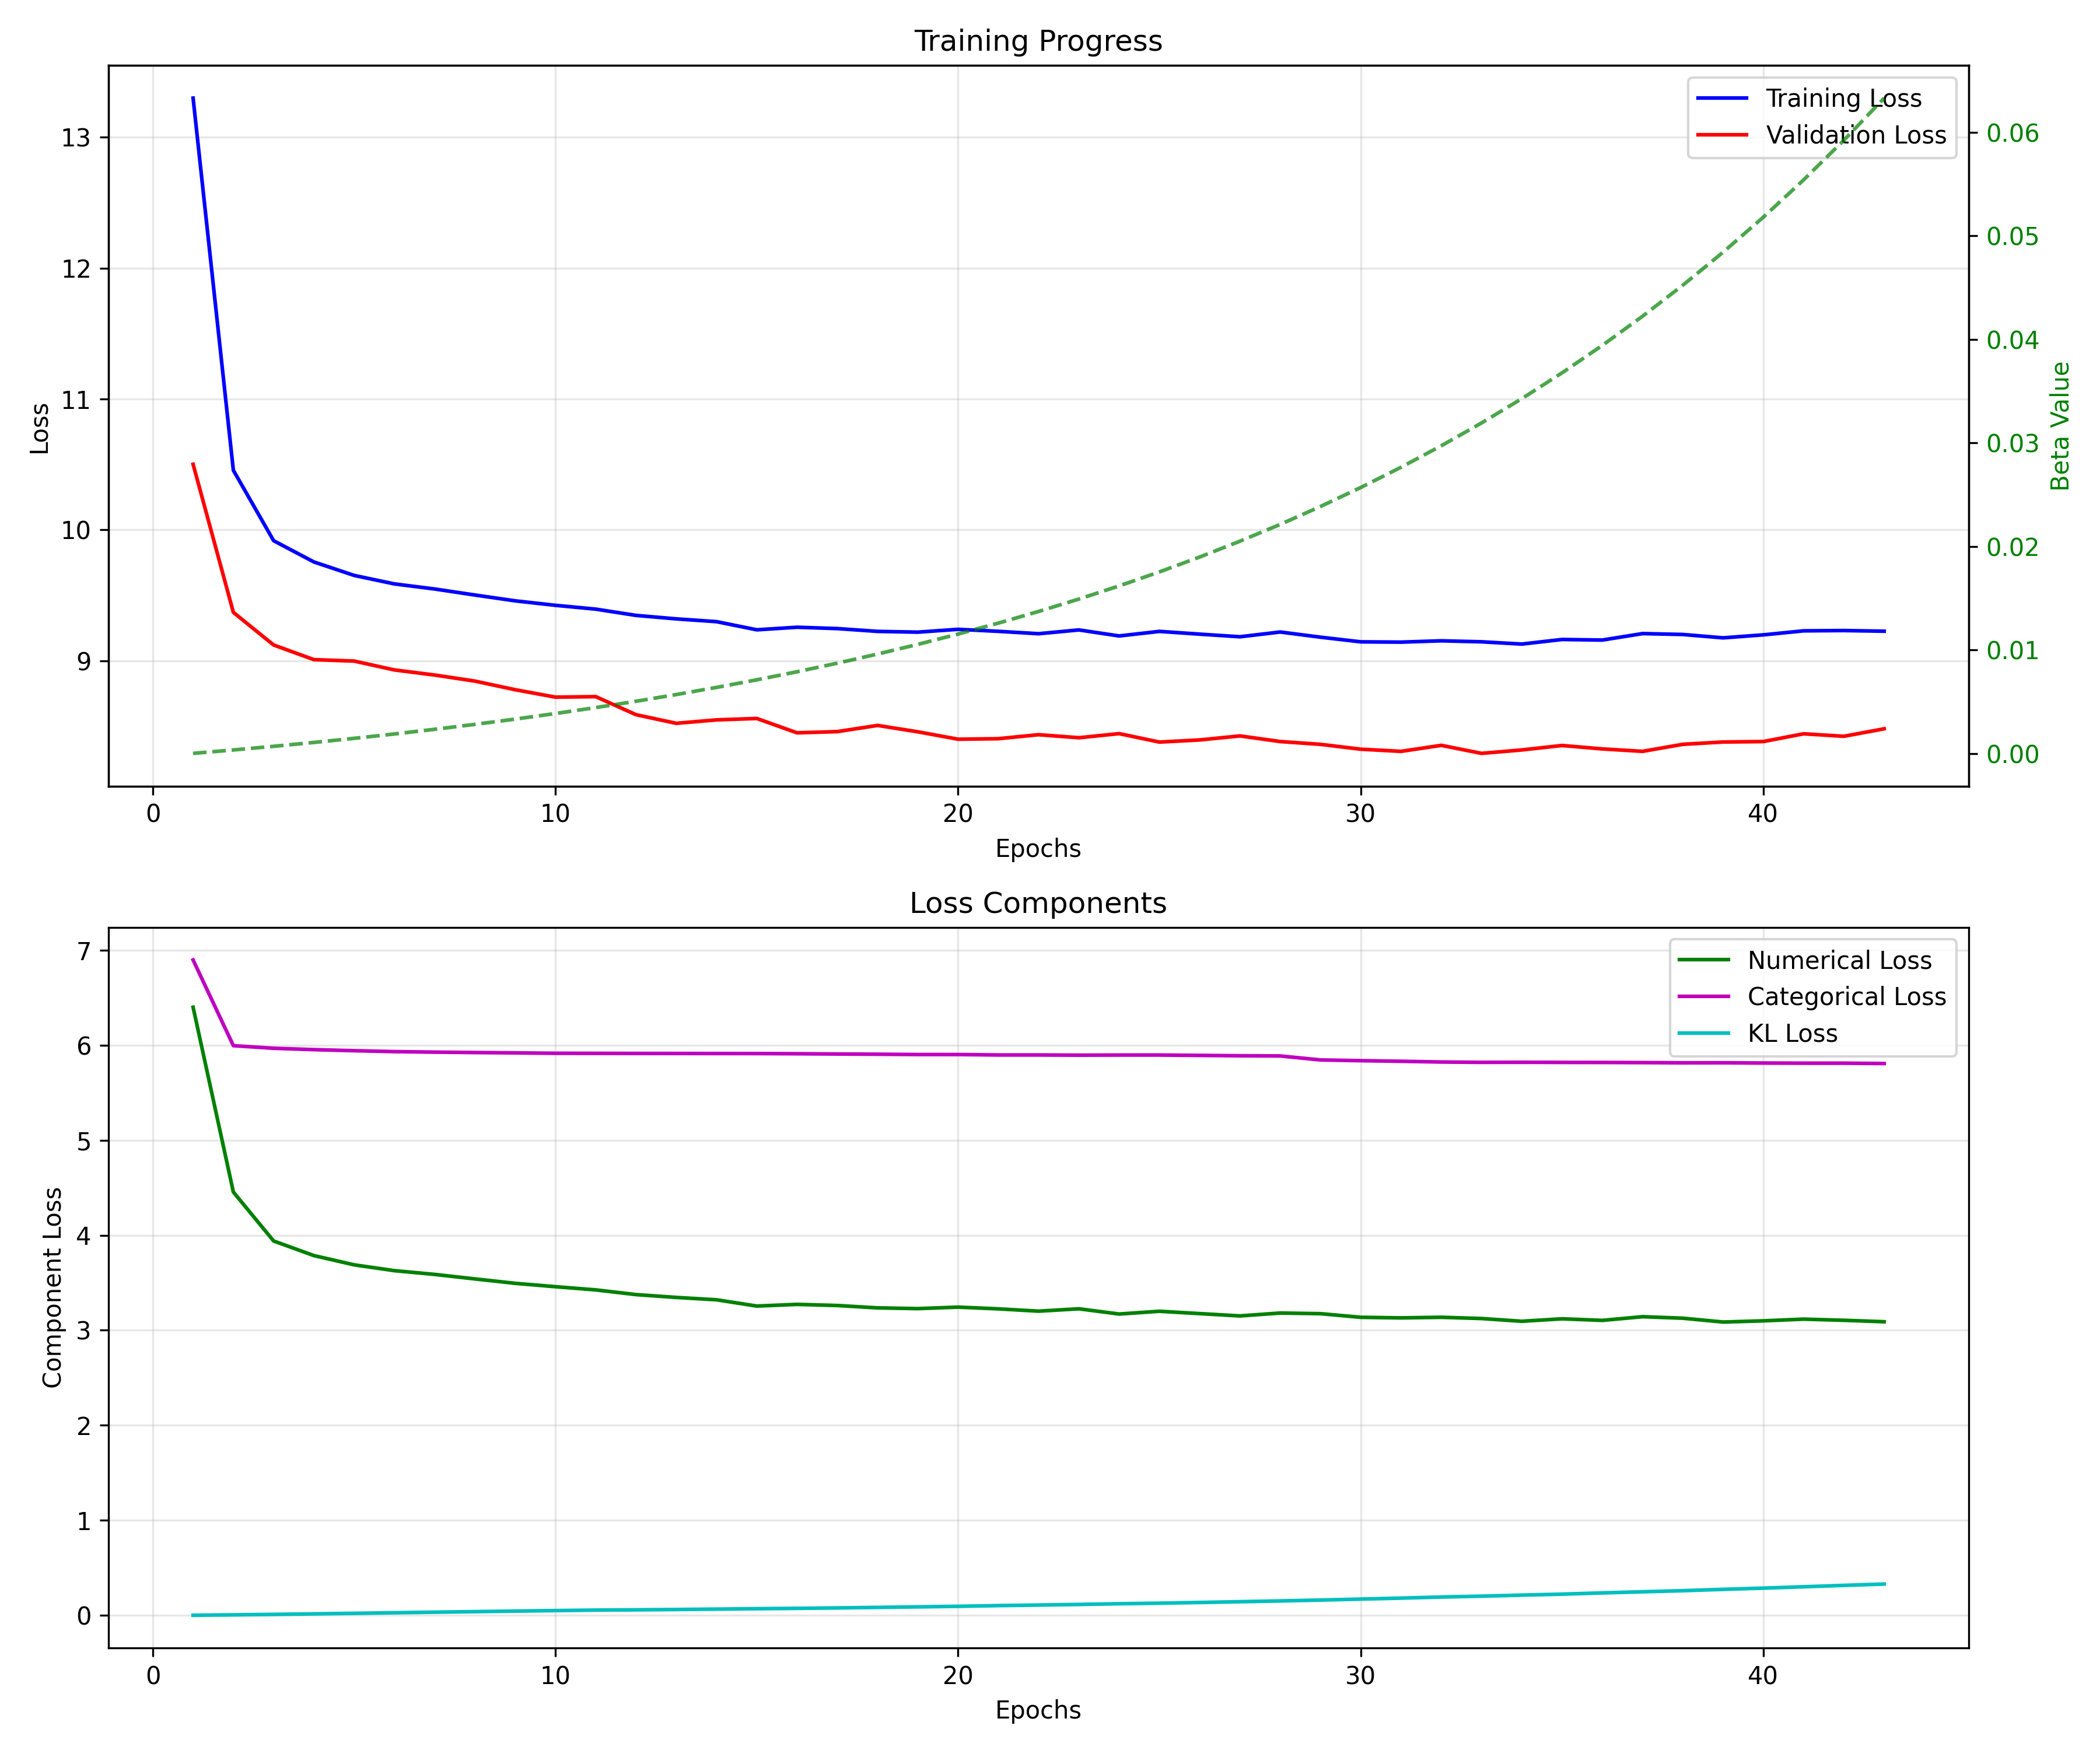 Training Progress
Training Loss
Validation Loss
13
12
11
10
9
Loss
0.06
0.05
0.04
0.03
0.02
0.01
0.00
Beta Value
0 10 20 30 40
Epochs
Loss Components
Numerical Loss
Categorical Loss
KL Loss
7
6
5
4
3
2
1
0
Component Loss
0 10 20 30 40
Epochs